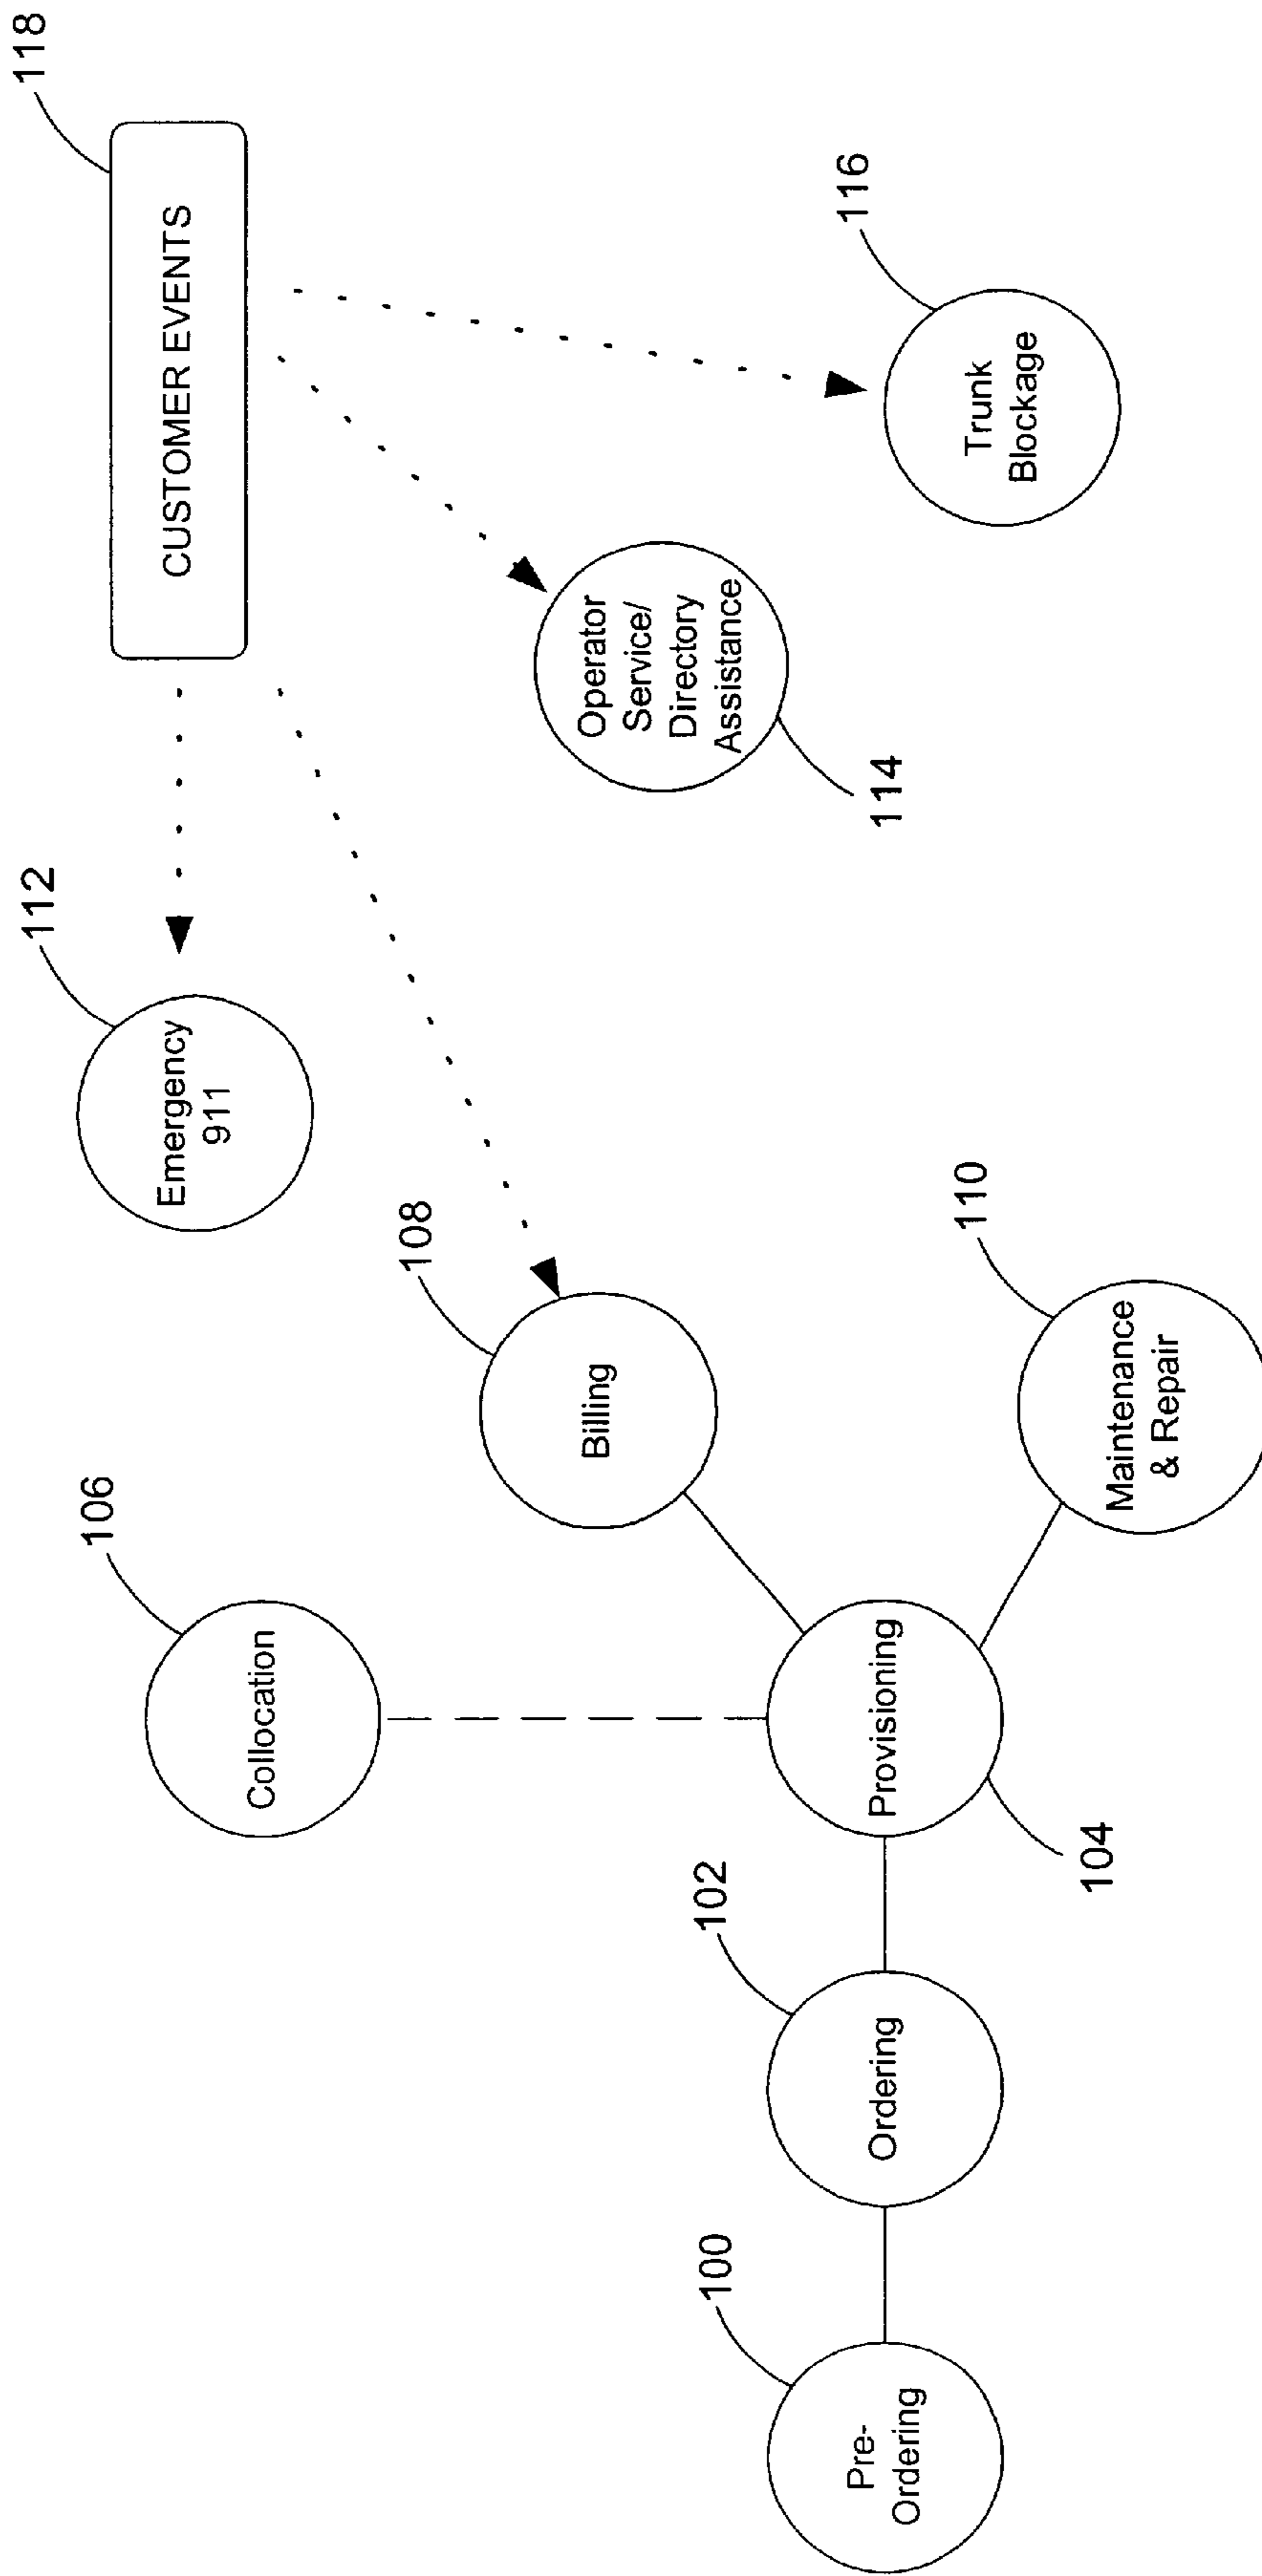 118
CUSTOMER EVENTS
112
Emergency
911
116
Trunk
Blockage
Operator
Service/
Directory
Assistance
114
106
Collocation
108
Billing
110
Maintenance
& Repair
Provisioning
104
102
Ordering
100
Pre-
Ordering